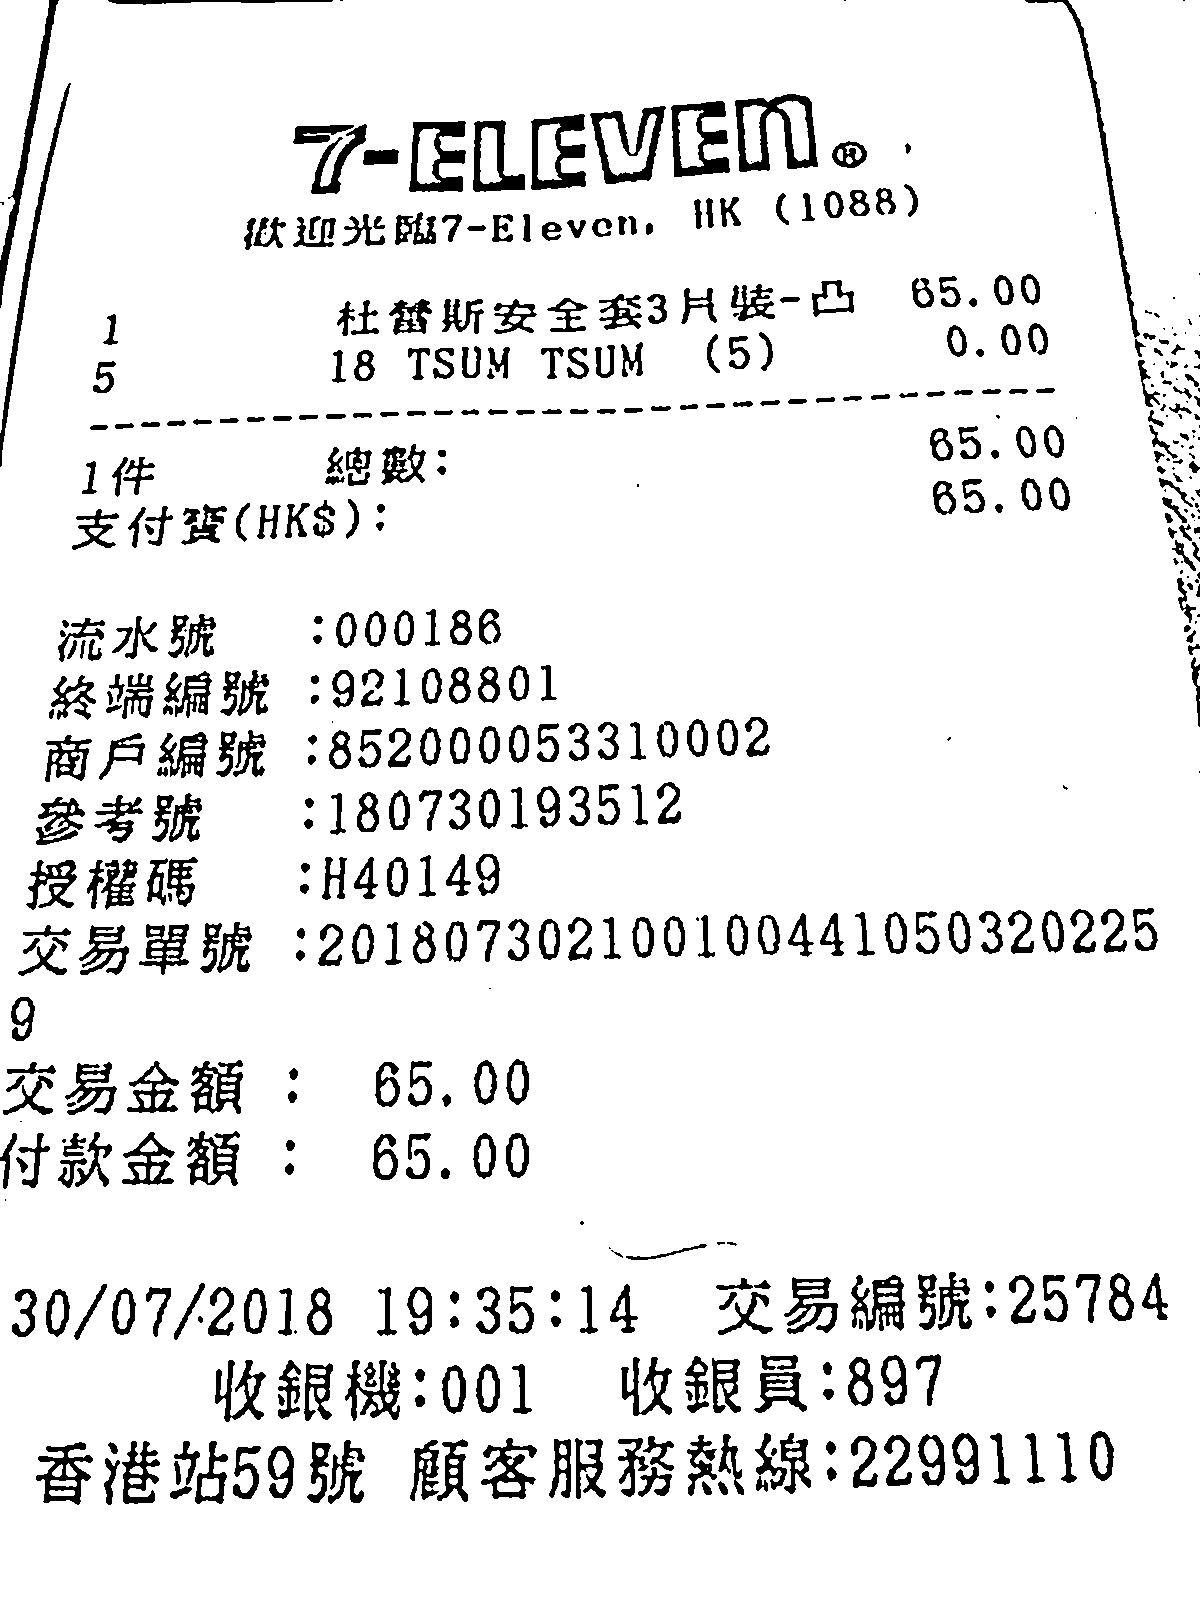 7-ELEVEN®
歡迎光臨7-Eleven, HK (1088)
1 杜蕾斯安全套3片裝-凸 65.00
5 18 TSUM TSUM (5) 0.00
--------------------------------------
1件 總數: 65.00
支付寶(HK$): 65.00
流水號 :000186
終端編號 :92108801
商戶編號 :852000053310002
參考號 :180730193512
授權碼 :H40149
交易單號 :201807302100100441050320225
9
交易金額 : 65.00
付款金額 : 65.00
30/07/2018 19:35:14 交易編號:25784
收銀機:001 收銀員:897
香港站59號 顧客服務熱線:22991110